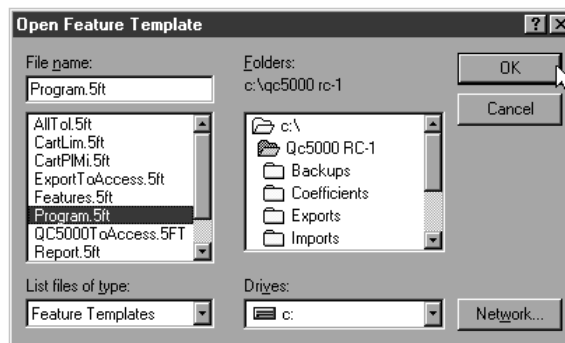 Open Feature Template
File name:
Program.5ft
AllTol.5ft
CartLim.5ft
CartPlMi.5ft
ExportToAccess.5ft
Features.5ft
Program.5ft
QC5000ToAccess.5FT
Report.5ft
List files of type:
Feature Templates
Folders:
c:\qc5000 rc-1
c:\
Qc5000 RC-1
Backups
Coefficients
Exports
Imports
Drives:
c:
OK
Cancel
Network...